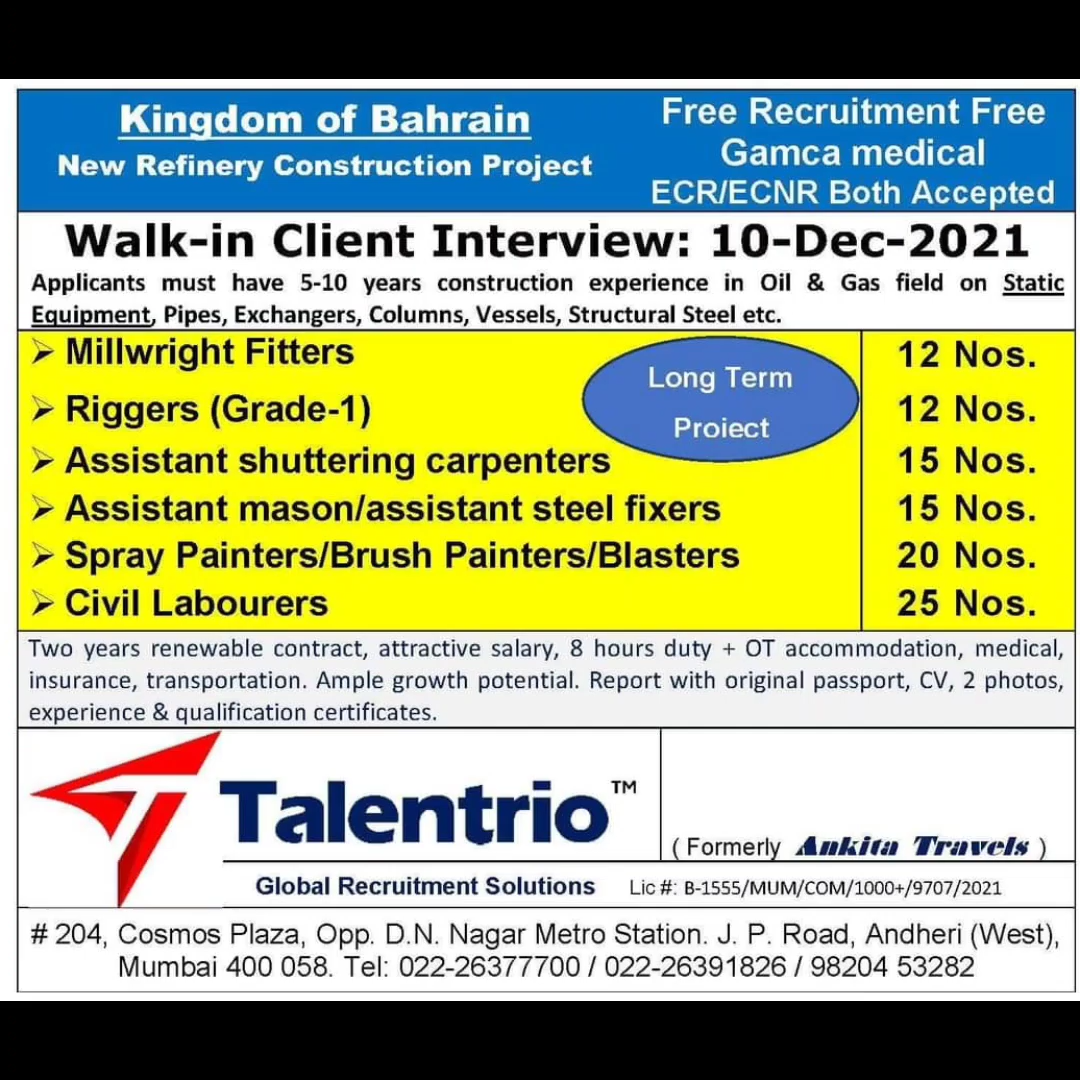 Kingdom of Bahrain
New Refinery Construction Project
Free Recruitment Free
Gamca medical
ECR/ECNR Both Accepted
Walk-in Client Interview: 10-Dec-2021
Applicants must have 5-10 years construction experience in Oil & Gas field on Static
Equipment, Pipes, Exchangers, Columns, Vessels, Structural Steel etc.
➢ Millwright Fitters 12 Nos.
➢ Riggers (Grade-1) 12 Nos.
Long Term
Project
➢ Assistant shuttering carpenters 15 Nos.
➢ Assistant mason/assistant steel fixers 15 Nos.
➢ Spray Painters/Brush Painters/Blasters 20 Nos.
➢ Civil Labourers 25 Nos.
Two years renewable contract, attractive salary, 8 hours duty + OT accommodation, medical,
insurance, transportation. Ample growth potential. Report with original passport, CV, 2 photos,
experience & qualification certificates.
Talentrio™
( Formerly Ankita Travels )
Global Recruitment Solutions Lic #: B-1555/MUM/COM/1000+/9707/2021
# 204, Cosmos Plaza, Opp. D.N. Nagar Metro Station. J. P. Road, Andheri (West),
Mumbai 400 058. Tel: 022-26377700 / 022-26391826 / 98204 53282